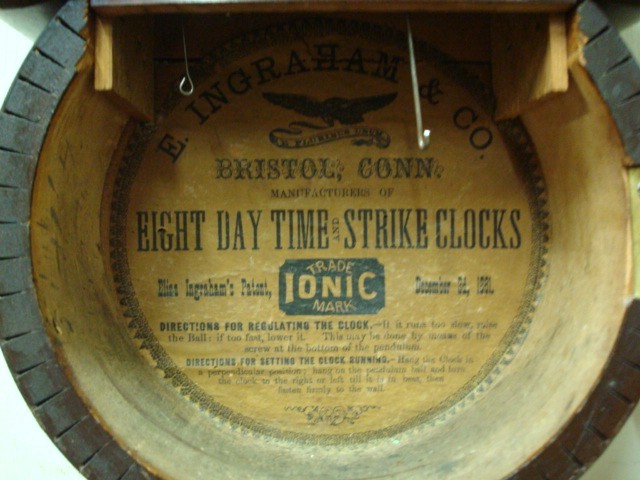 E. INGRAHAM & CO.
E PLURIBUS UNUM
BRISTOL, CONN.
MANUFACTURERS OF
EIGHT DAY TIME AND STRIKE CLOCKS
TRADE
Elias Ingraham's Patent, IONIC December 1881.
MARK
DIRECTIONS FOR REGULATING THE CLOCK.—If it runs too slow, raise
the Ball: if too fast, lower it. This may be done by means of the
screw at the bottom of the pendulum.
DIRECTIONS FOR SETTING THE CLOCK RUNNING.—Hang the Clock in
a perpendicular position; hang on the pendulum ball and turn
the clock to the right or left till it is in beat, then
fasten firmly to the wall.